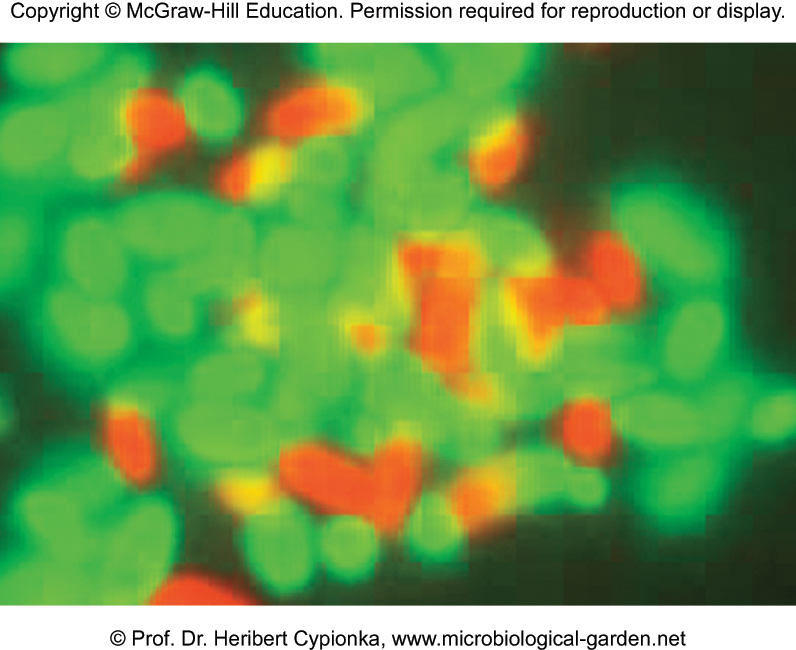 Copyright © McGraw-Hill Education. Permission required for reproduction or display.
© Prof. Dr. Heribert Cypionka, www.microbiological-garden.net